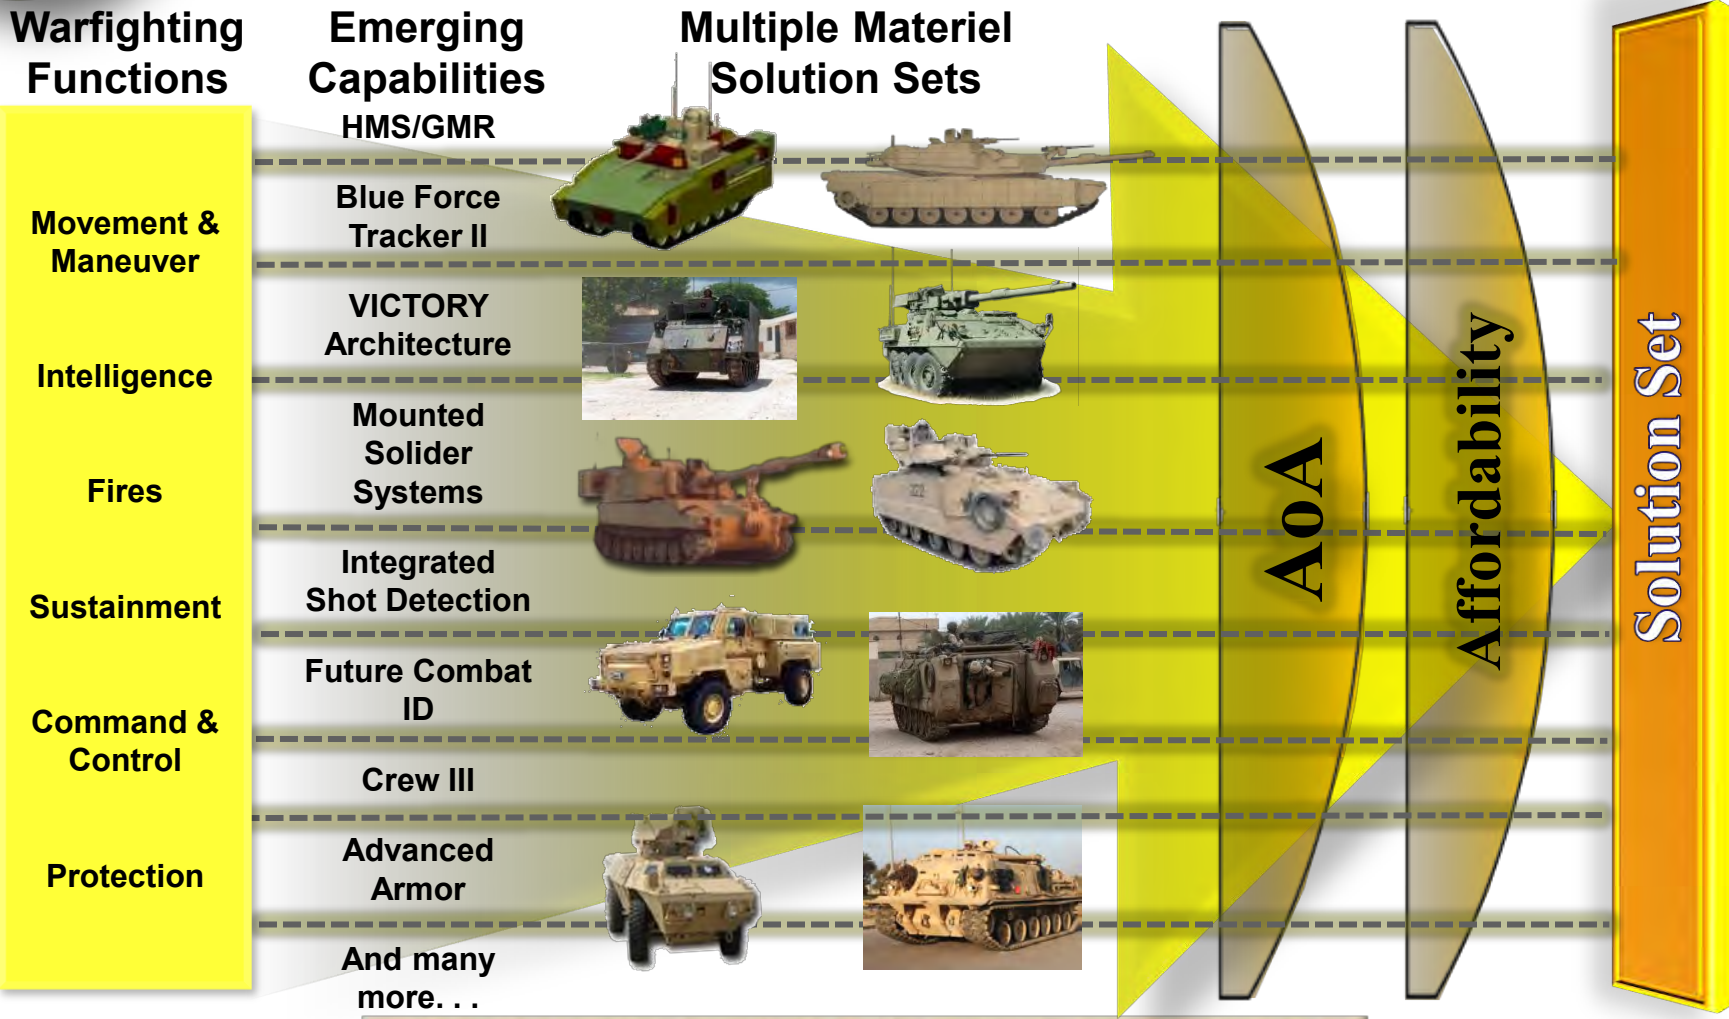 Warfighting
Functions
Emerging
Capabilities
Multiple Materiel
Solution Sets
Movement &
Maneuver
Intelligence
Fires
Sustainment
Command &
Control
Protection
HMS/GMR
Blue Force
Tracker II
VICTORY
Architecture
Mounted
Solider
Systems
Integrated
Shot Detection
Future Combat
ID
Crew III
Advanced
Armor
And many
more. . .
AoA
Affordability
Solution Set